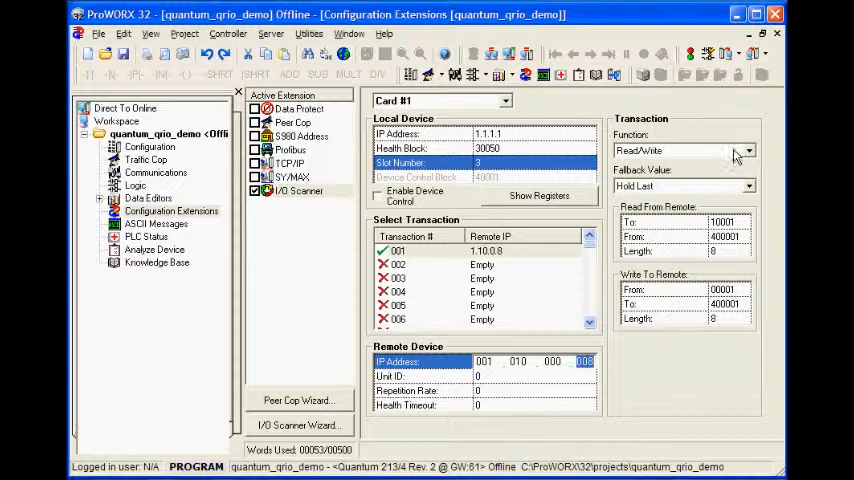 ProWORX 32 - [quantum_qrio_demo] Offline - [Configuration Extensions [quantum_qrio_demo]]
File Edit View Project Controller Server Utilities Window Help
SHRT !SHRT ADD SUB MULT DIV
Direct To Online
Workspace
quantum_qrio_demo <Offli
Configuration
Traffic Cop
Communications
Logic
Data Editors
Configuration Extensions
ASCII Messages
PLC Status
Analyze Device
Knowledge Base
Active Extension
Data Protect
Peer Cop
S980 Address
Profibus
TCP/IP
SY/MAX
I/O Scanner
Peer Cop Wizard...
I/O Scanner Wizard...
Words Used: 00053/00500
Card #1
Local Device
IP Address: 1.1.1.1
Health Block: 30050
Slot Number: 3
Device Control Block: 40001
Enable Device Control
Show Registers
Select Transaction
Transaction # Remote IP
001 1.10.0.8
002 Empty
003 Empty
004 Empty
005 Empty
006 Empty
Remote Device
IP Address: 001 . 010 . 000 . 008
Unit ID: 0
Repetition Rate: 0
Health Timeout: 0
Transaction
Function:
Read/Write
Fallback Value:
Hold Last
Read From Remote:
To: 10001
From: 400001
Length: 8
Write To Remote:
From: 00001
To: 400001
Length: 8
Logged in user: N/A PROGRAM quantum_qrio_demo -<Quantum 213/4 Rev. 2 @ GW:61> Offline C:\ProWORX32\projects\quantum_qrio_demo